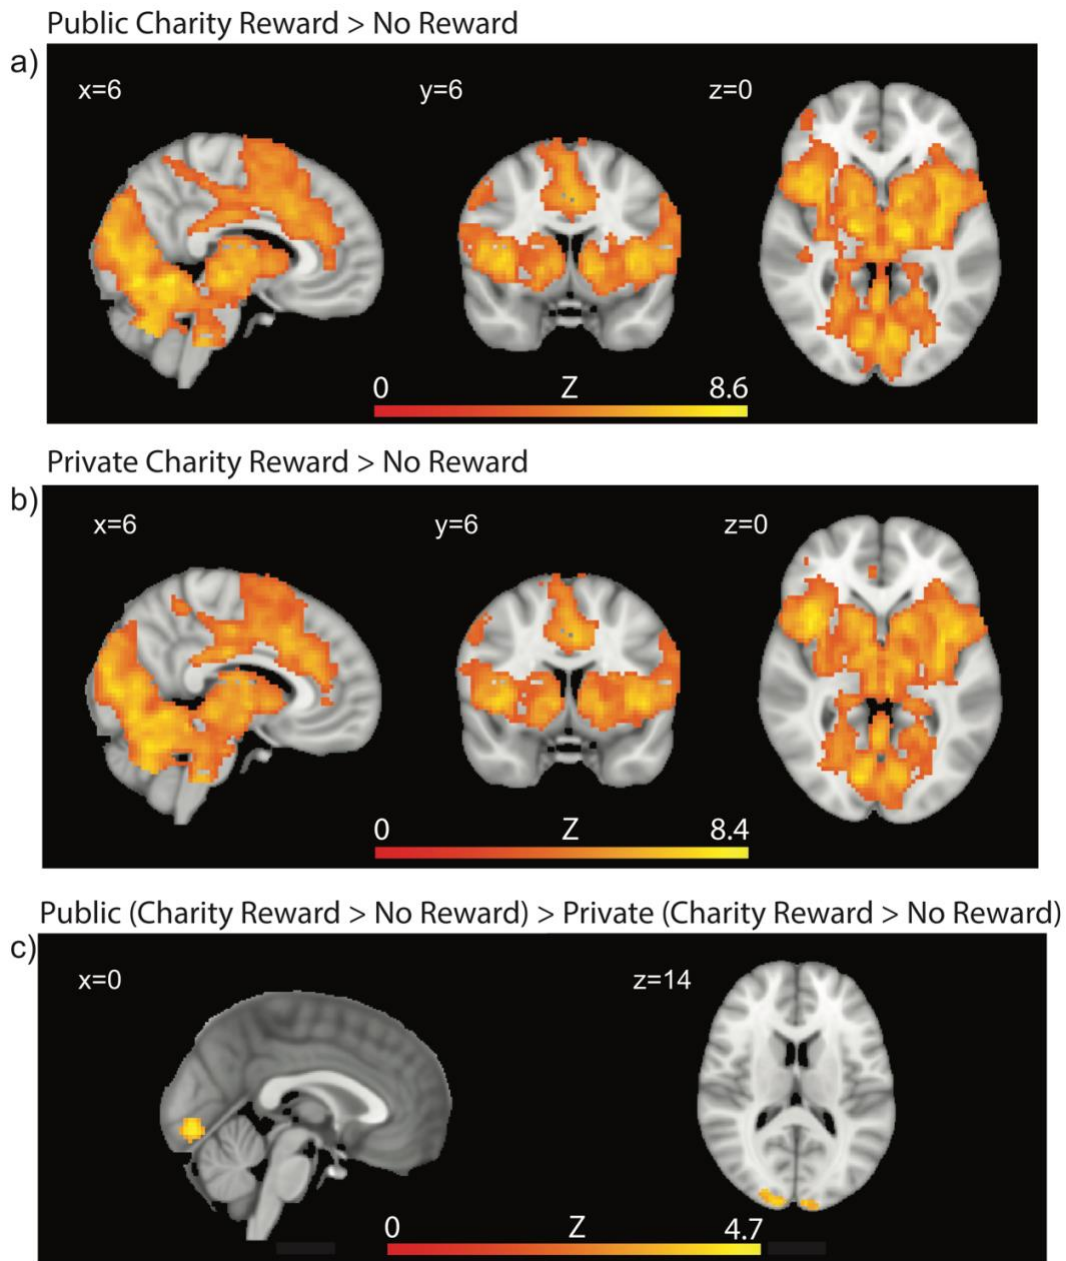 Public Charity Reward > No Reward
a)
x=6 y=6 z=0
0 Z 8.6
Private Charity Reward > No Reward
b)
x=6 y=6 z=0
0 Z 8.4
Public (Charity Reward > No Reward) > Private (Charity Reward > No Reward)
c)
x=0 z=14
0 Z 4.7